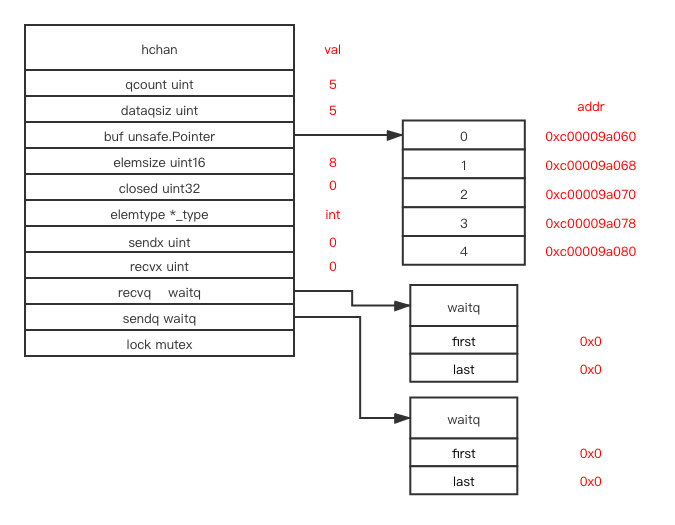 hchan val
qcount uint 5
dataqsiz uint 5
addr
buf unsafe.Pointer 0 0xc00009a060
elemsize uint16 8 1 0xc00009a068
closed uint32 0 2 0xc00009a070
elemtype *_type int 3 0xc00009a078
sendx uint 0 4 0xc00009a080
recvx uint 0
recvq waitq
sendq waitq
lock mutex
waitq
first 0x0
last 0x0
waitq
first 0x0
last 0x0